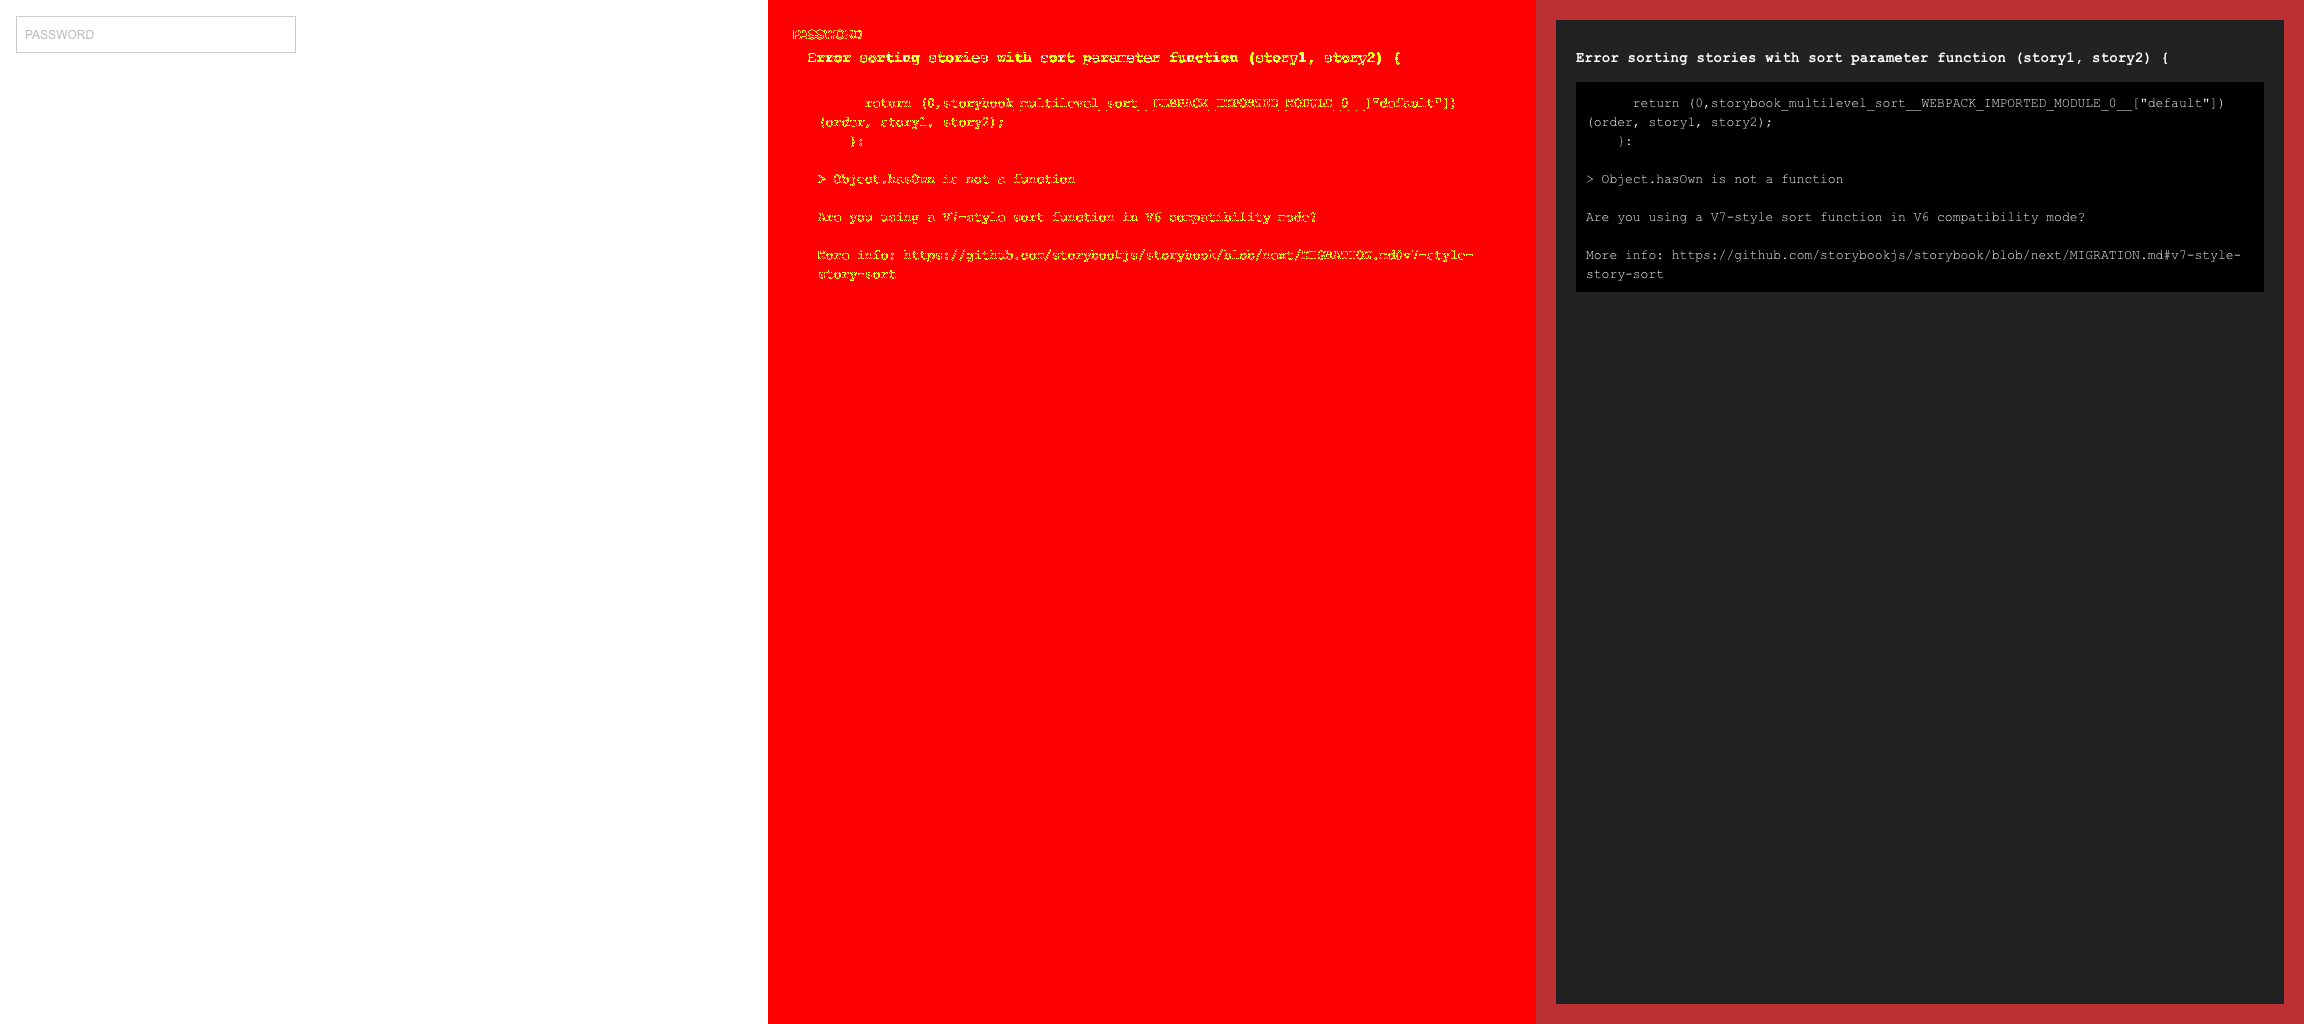 PASSWORD
PASSWORD
Error sorting stories with sort parameter function (story1, story2) {
return (0,storybook_multilevel_sort__WEBPACK_IMPORTED_MODULE_0__["default"])
(order, story1, story2);
}:
> Object.hasOwn is not a function
Are you using a V7-style sort function in V6 compatibility mode?
More info: https://github.com/storybookjs/storybook/blob/next/MIGRATION.md#v7-style-
story-sort
Error sorting stories with sort parameter function (story1, story2) {
return (0,storybook_multilevel_sort__WEBPACK_IMPORTED_MODULE_0__["default"])
(order, story1, story2);
}:
> Object.hasOwn is not a function
Are you using a V7-style sort function in V6 compatibility mode?
More info: https://github.com/storybookjs/storybook/blob/next/MIGRATION.md#v7-style-
story-sort